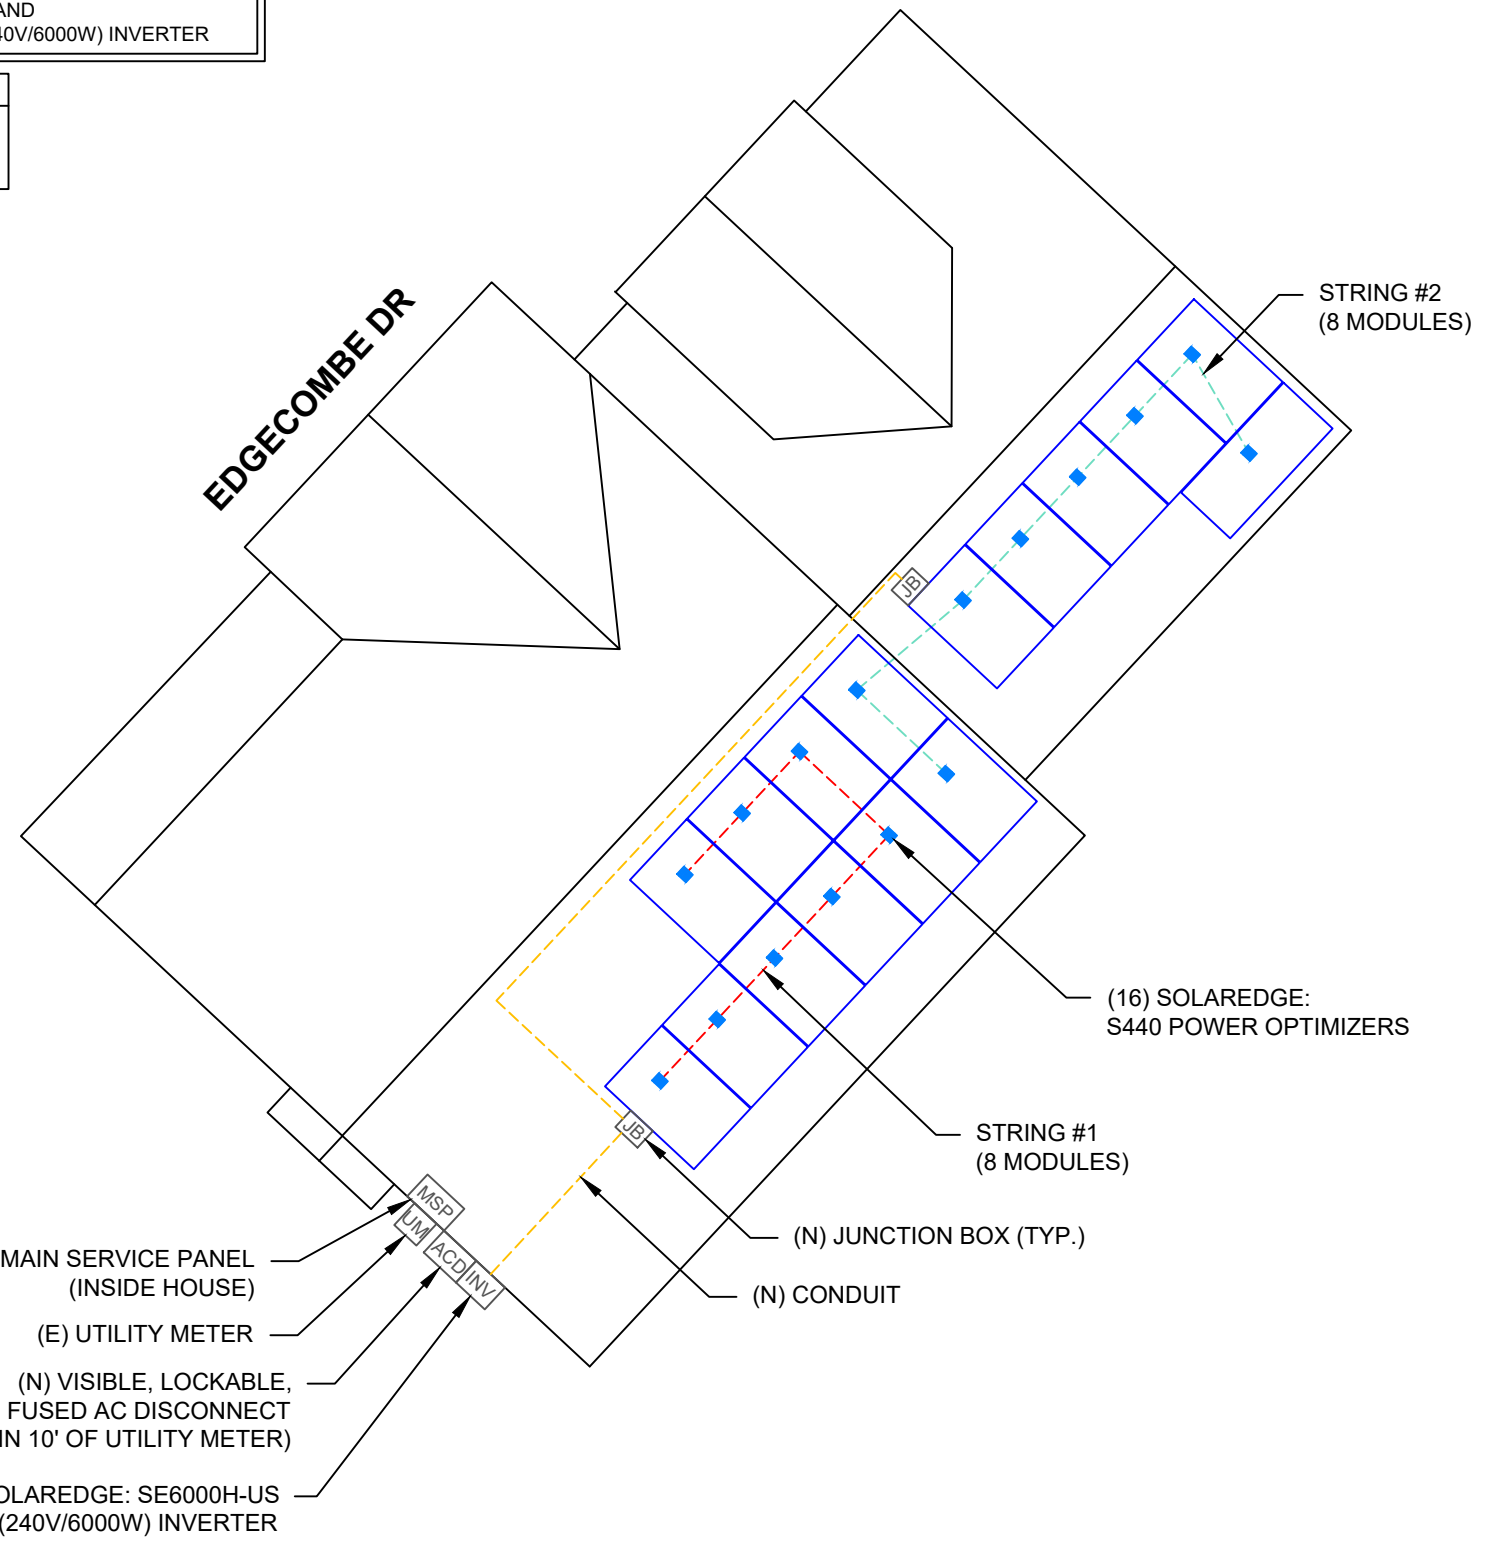 AND
40V/6000W) INVERTER
EDGECOMBE DR
STRING #2
(8 MODULES)
JB
(16) SOLAREDGE:
S440 POWER OPTIMIZERS
STRING #1
(8 MODULES)
JB
(N) JUNCTION BOX (TYP.)
(N) CONDUIT
MSP
UM
ACD
INV
MAIN SERVICE PANEL
(INSIDE HOUSE)
(E) UTILITY METER
(N) VISIBLE, LOCKABLE,
FUSED AC DISCONNECT
IN 10' OF UTILITY METER)
OLAREDGE: SE6000H-US
(240V/6000W) INVERTER